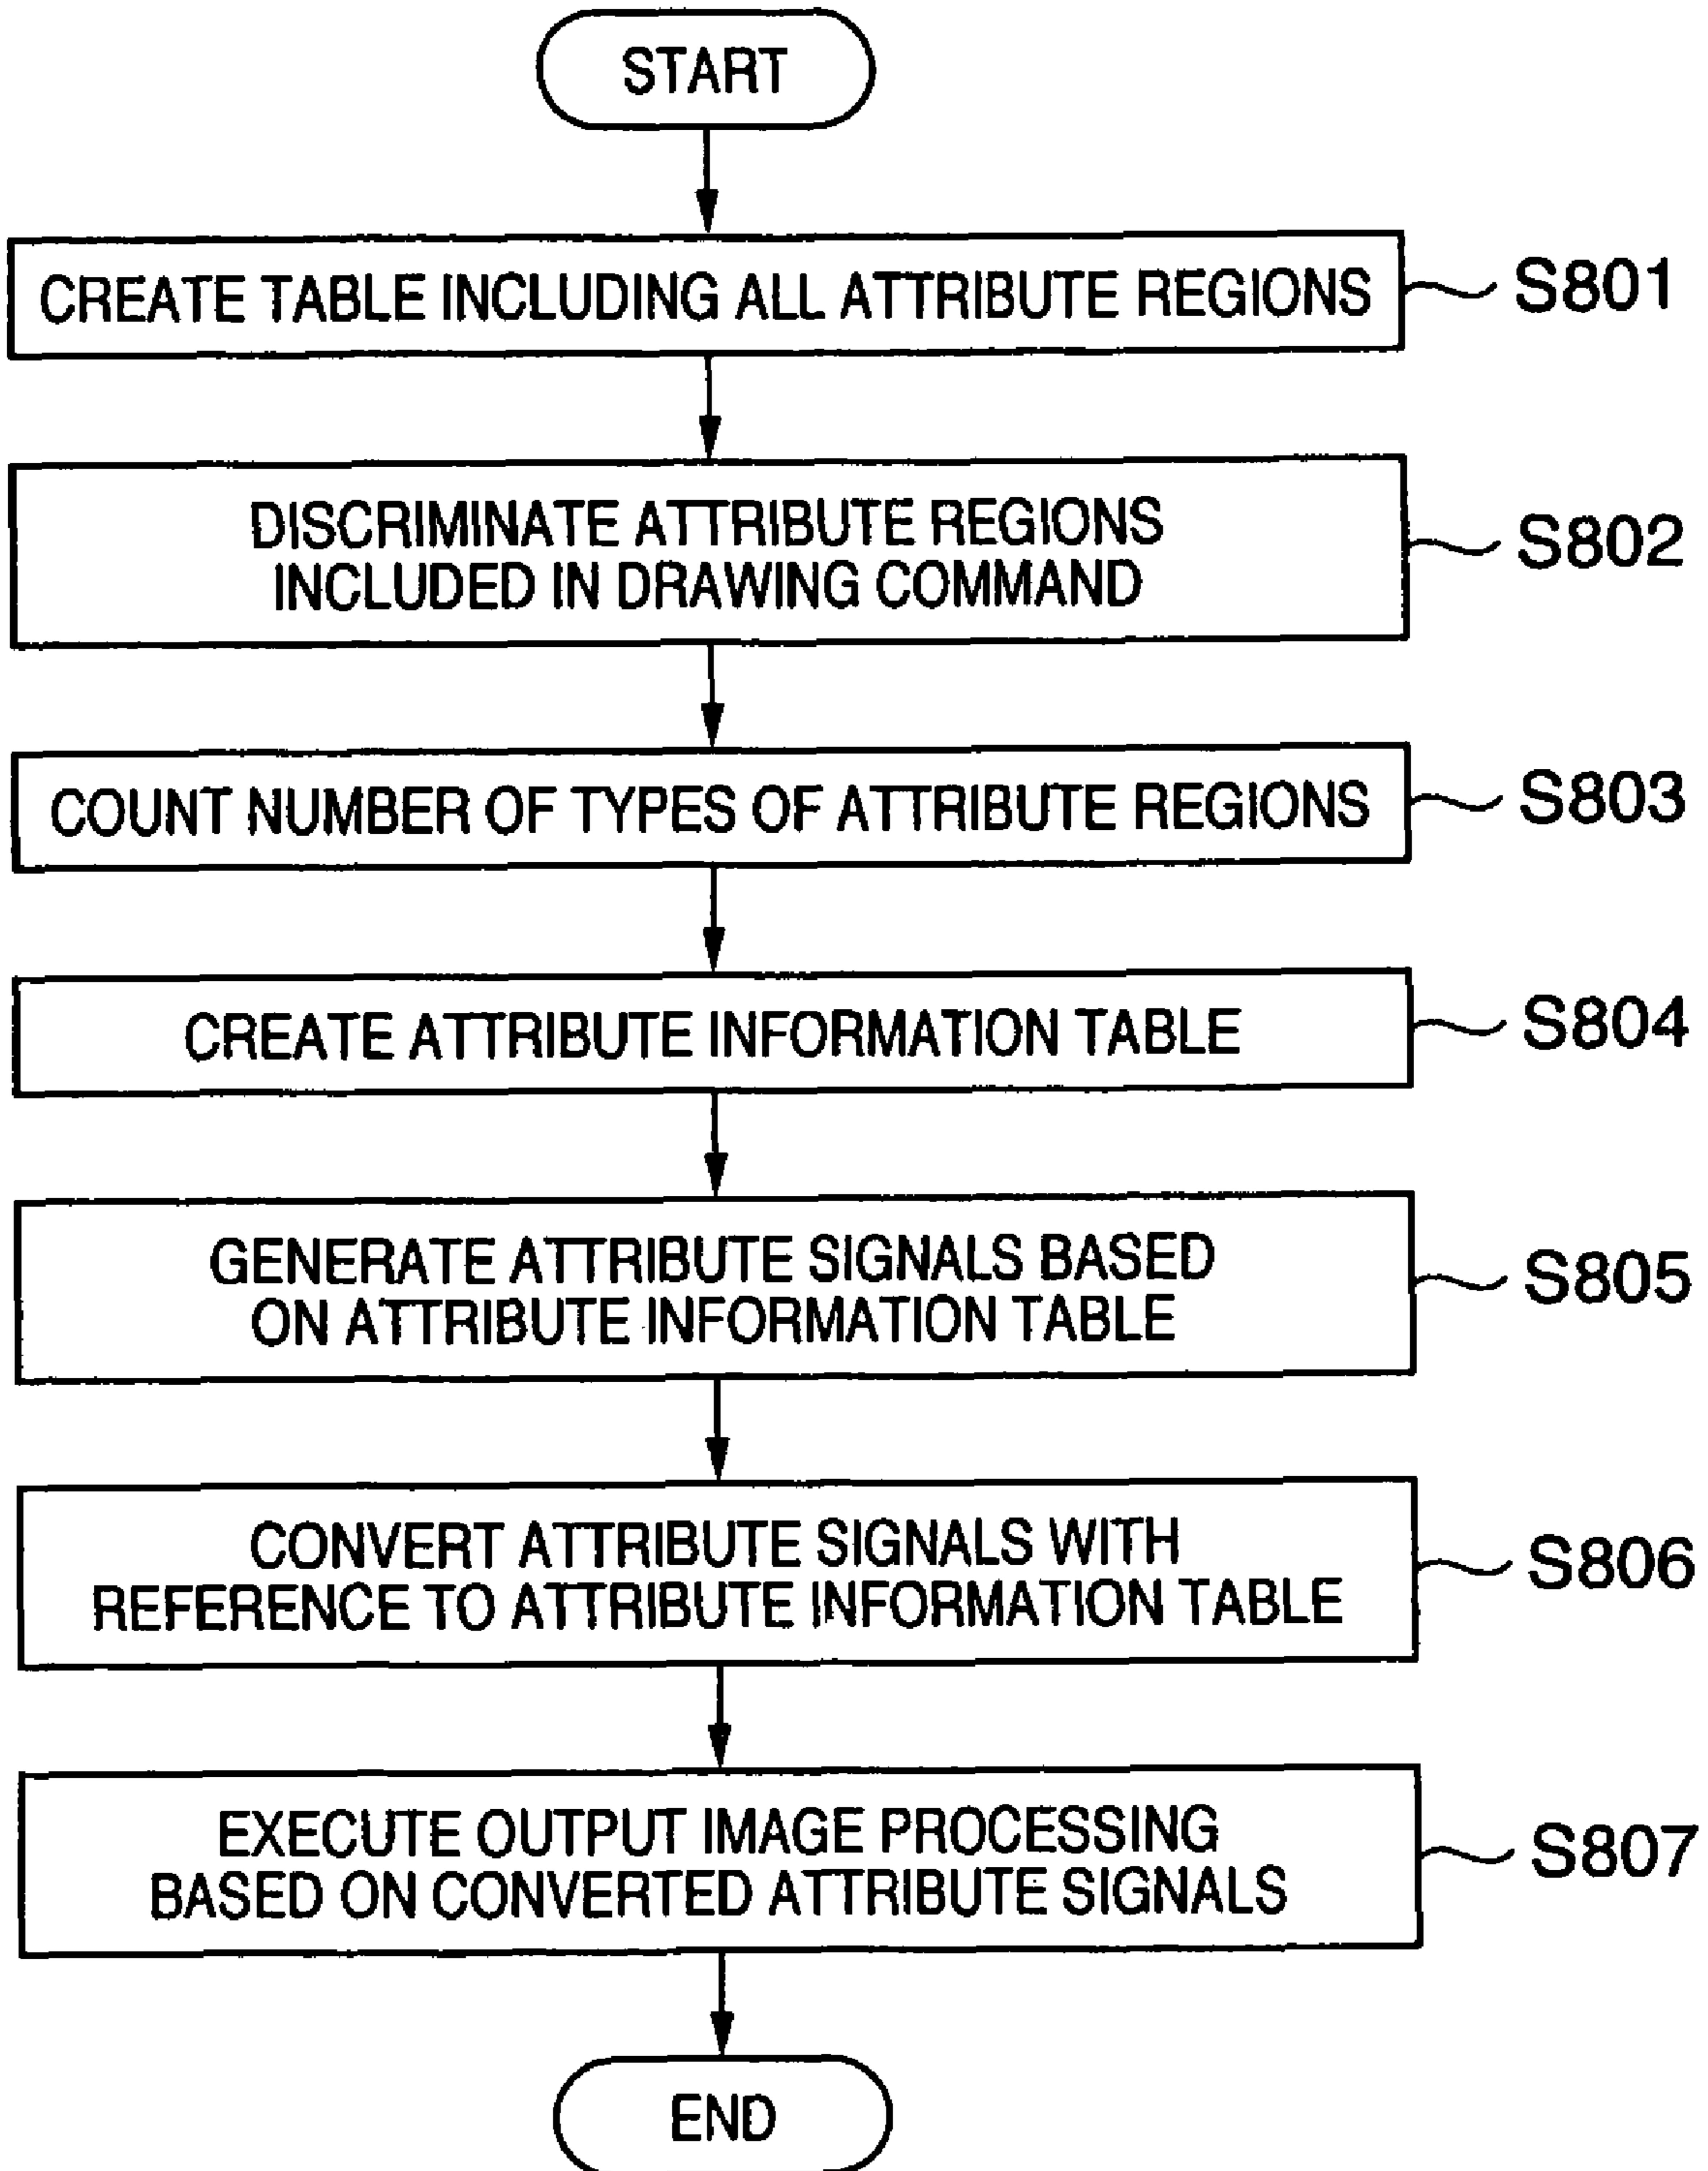 START
CREATE TABLE INCLUDING ALL ATTRIBUTE REGIONS
S801
DISCRIMINATE ATTRIBUTE REGIONS
INCLUDED IN DRAWING COMMAND
S802
COUNT NUMBER OF TYPES OF ATTRIBUTE REGIONS
S803
CREATE ATTRIBUTE INFORMATION TABLE
S804
GENERATE ATTRIBUTE SIGNALS BASED
ON ATTRIBUTE INFORMATION TABLE
S805
CONVERT ATTRIBUTE SIGNALS WITH
REFERENCE TO ATTRIBUTE INFORMATION TABLE
S806
EXECUTE OUTPUT IMAGE PROCESSING
BASED ON CONVERTED ATTRIBUTE SIGNALS
S807
END